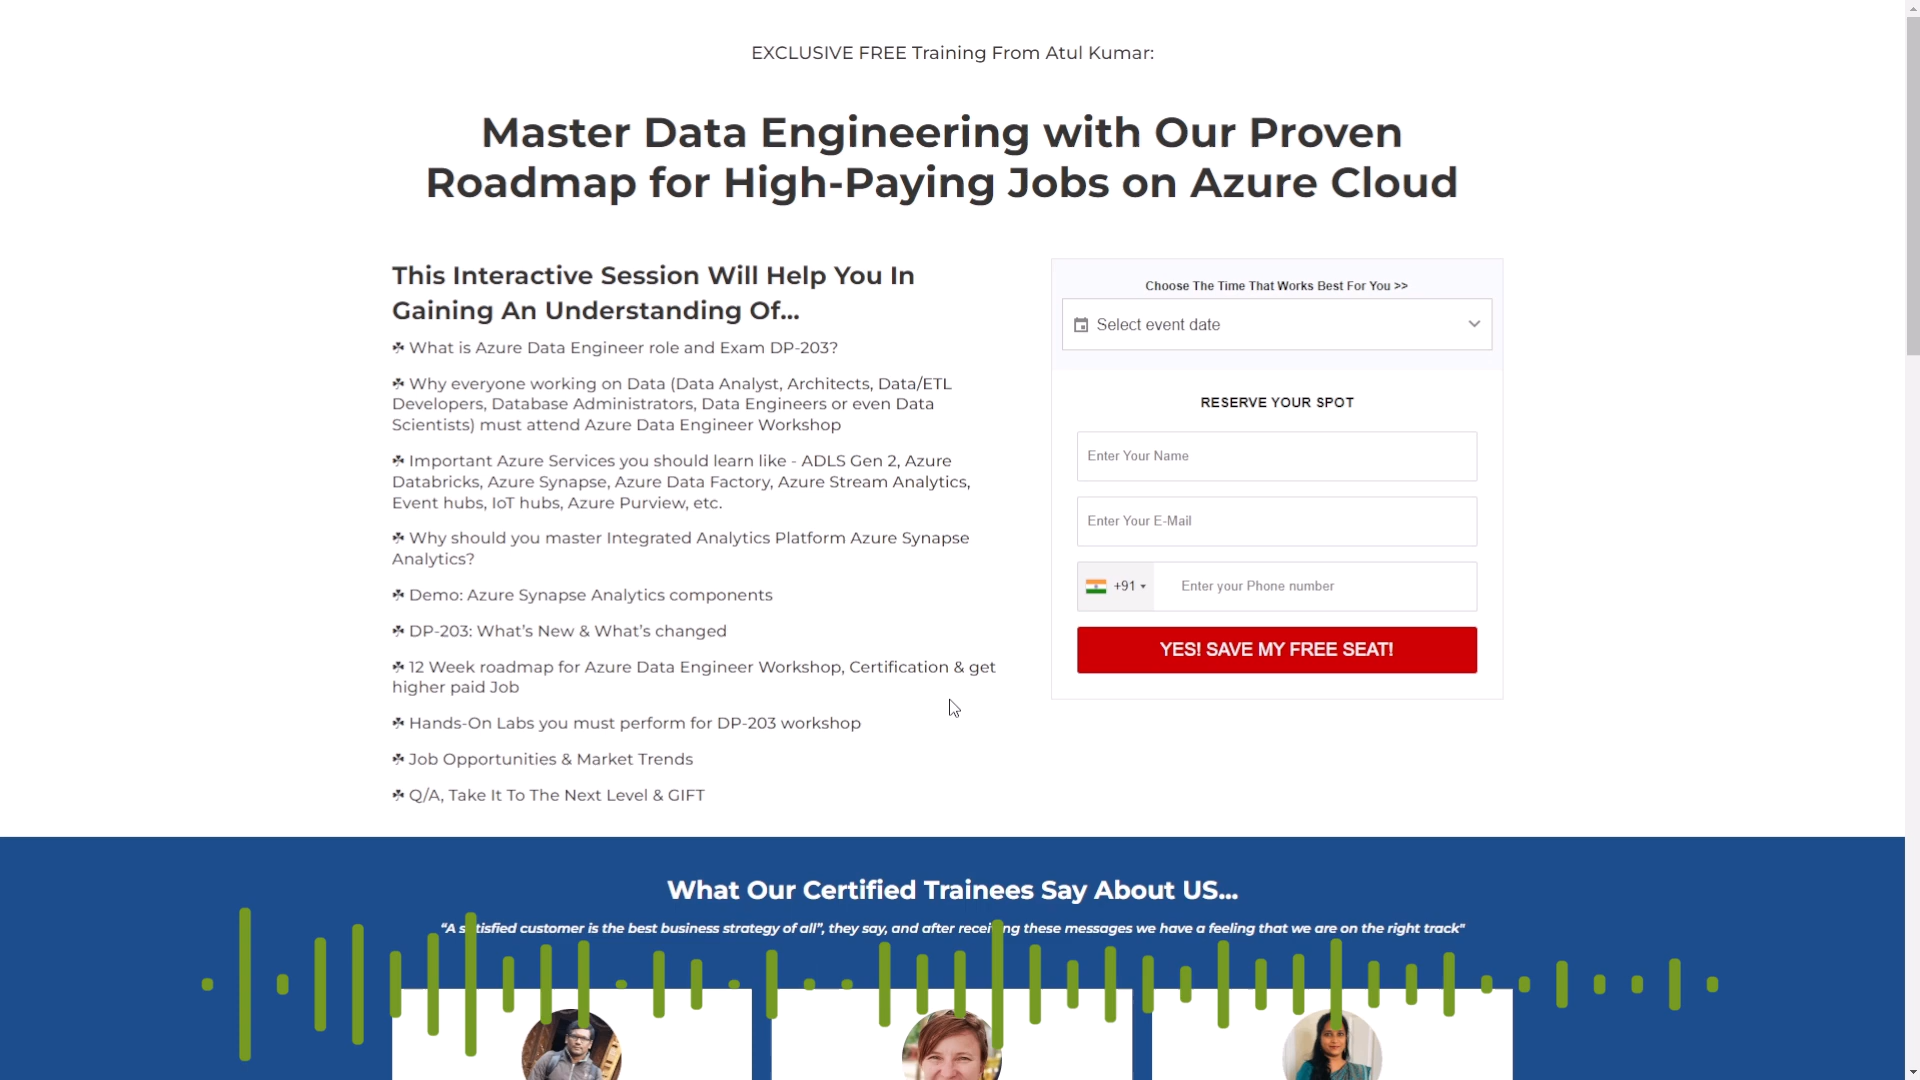 EXCLUSIVE FREE Training From Atul Kumar:
Master Data Engineering with Our Proven
Roadmap for High-Paying Jobs on Azure Cloud
This Interactive Session Will Help You In
Gaining An Understanding Of...
☘ What is Azure Data Engineer role and Exam DP-203?
☘ Why everyone working on Data (Data Analyst, Architects, Data/ETL
Developers, Database Administrators, Data Engineers or even Data
Scientists) must attend Azure Data Engineer Workshop
☘ Important Azure Services you should learn like - ADLS Gen 2, Azure
Databricks, Azure Synapse, Azure Data Factory, Azure Stream Analytics,
Event hubs, IoT hubs, Azure Purview, etc.
☘ Why should you master Integrated Analytics Platform Azure Synapse
Analytics?
☘ Demo: Azure Synapse Analytics components
☘ DP-203: What's New & What's changed
☘ 12 Week roadmap for Azure Data Engineer Workshop, Certification & get
higher paid Job
☘ Hands-On Labs you must perform for DP-203 workshop
☘ Job Opportunities & Market Trends
☘ Q/A, Take It To The Next Level & GIFT
Choose The Time That Works Best For You >>
Select event date
RESERVE YOUR SPOT
Enter Your Name
Enter Your E-Mail
+91
Enter your Phone number
YES! SAVE MY FREE SEAT!
What Our Certified Trainees Say About US...
"A satisfied customer is the best business strategy of all", they say, and after receiving these messages we have a feeling that we are on the right track"